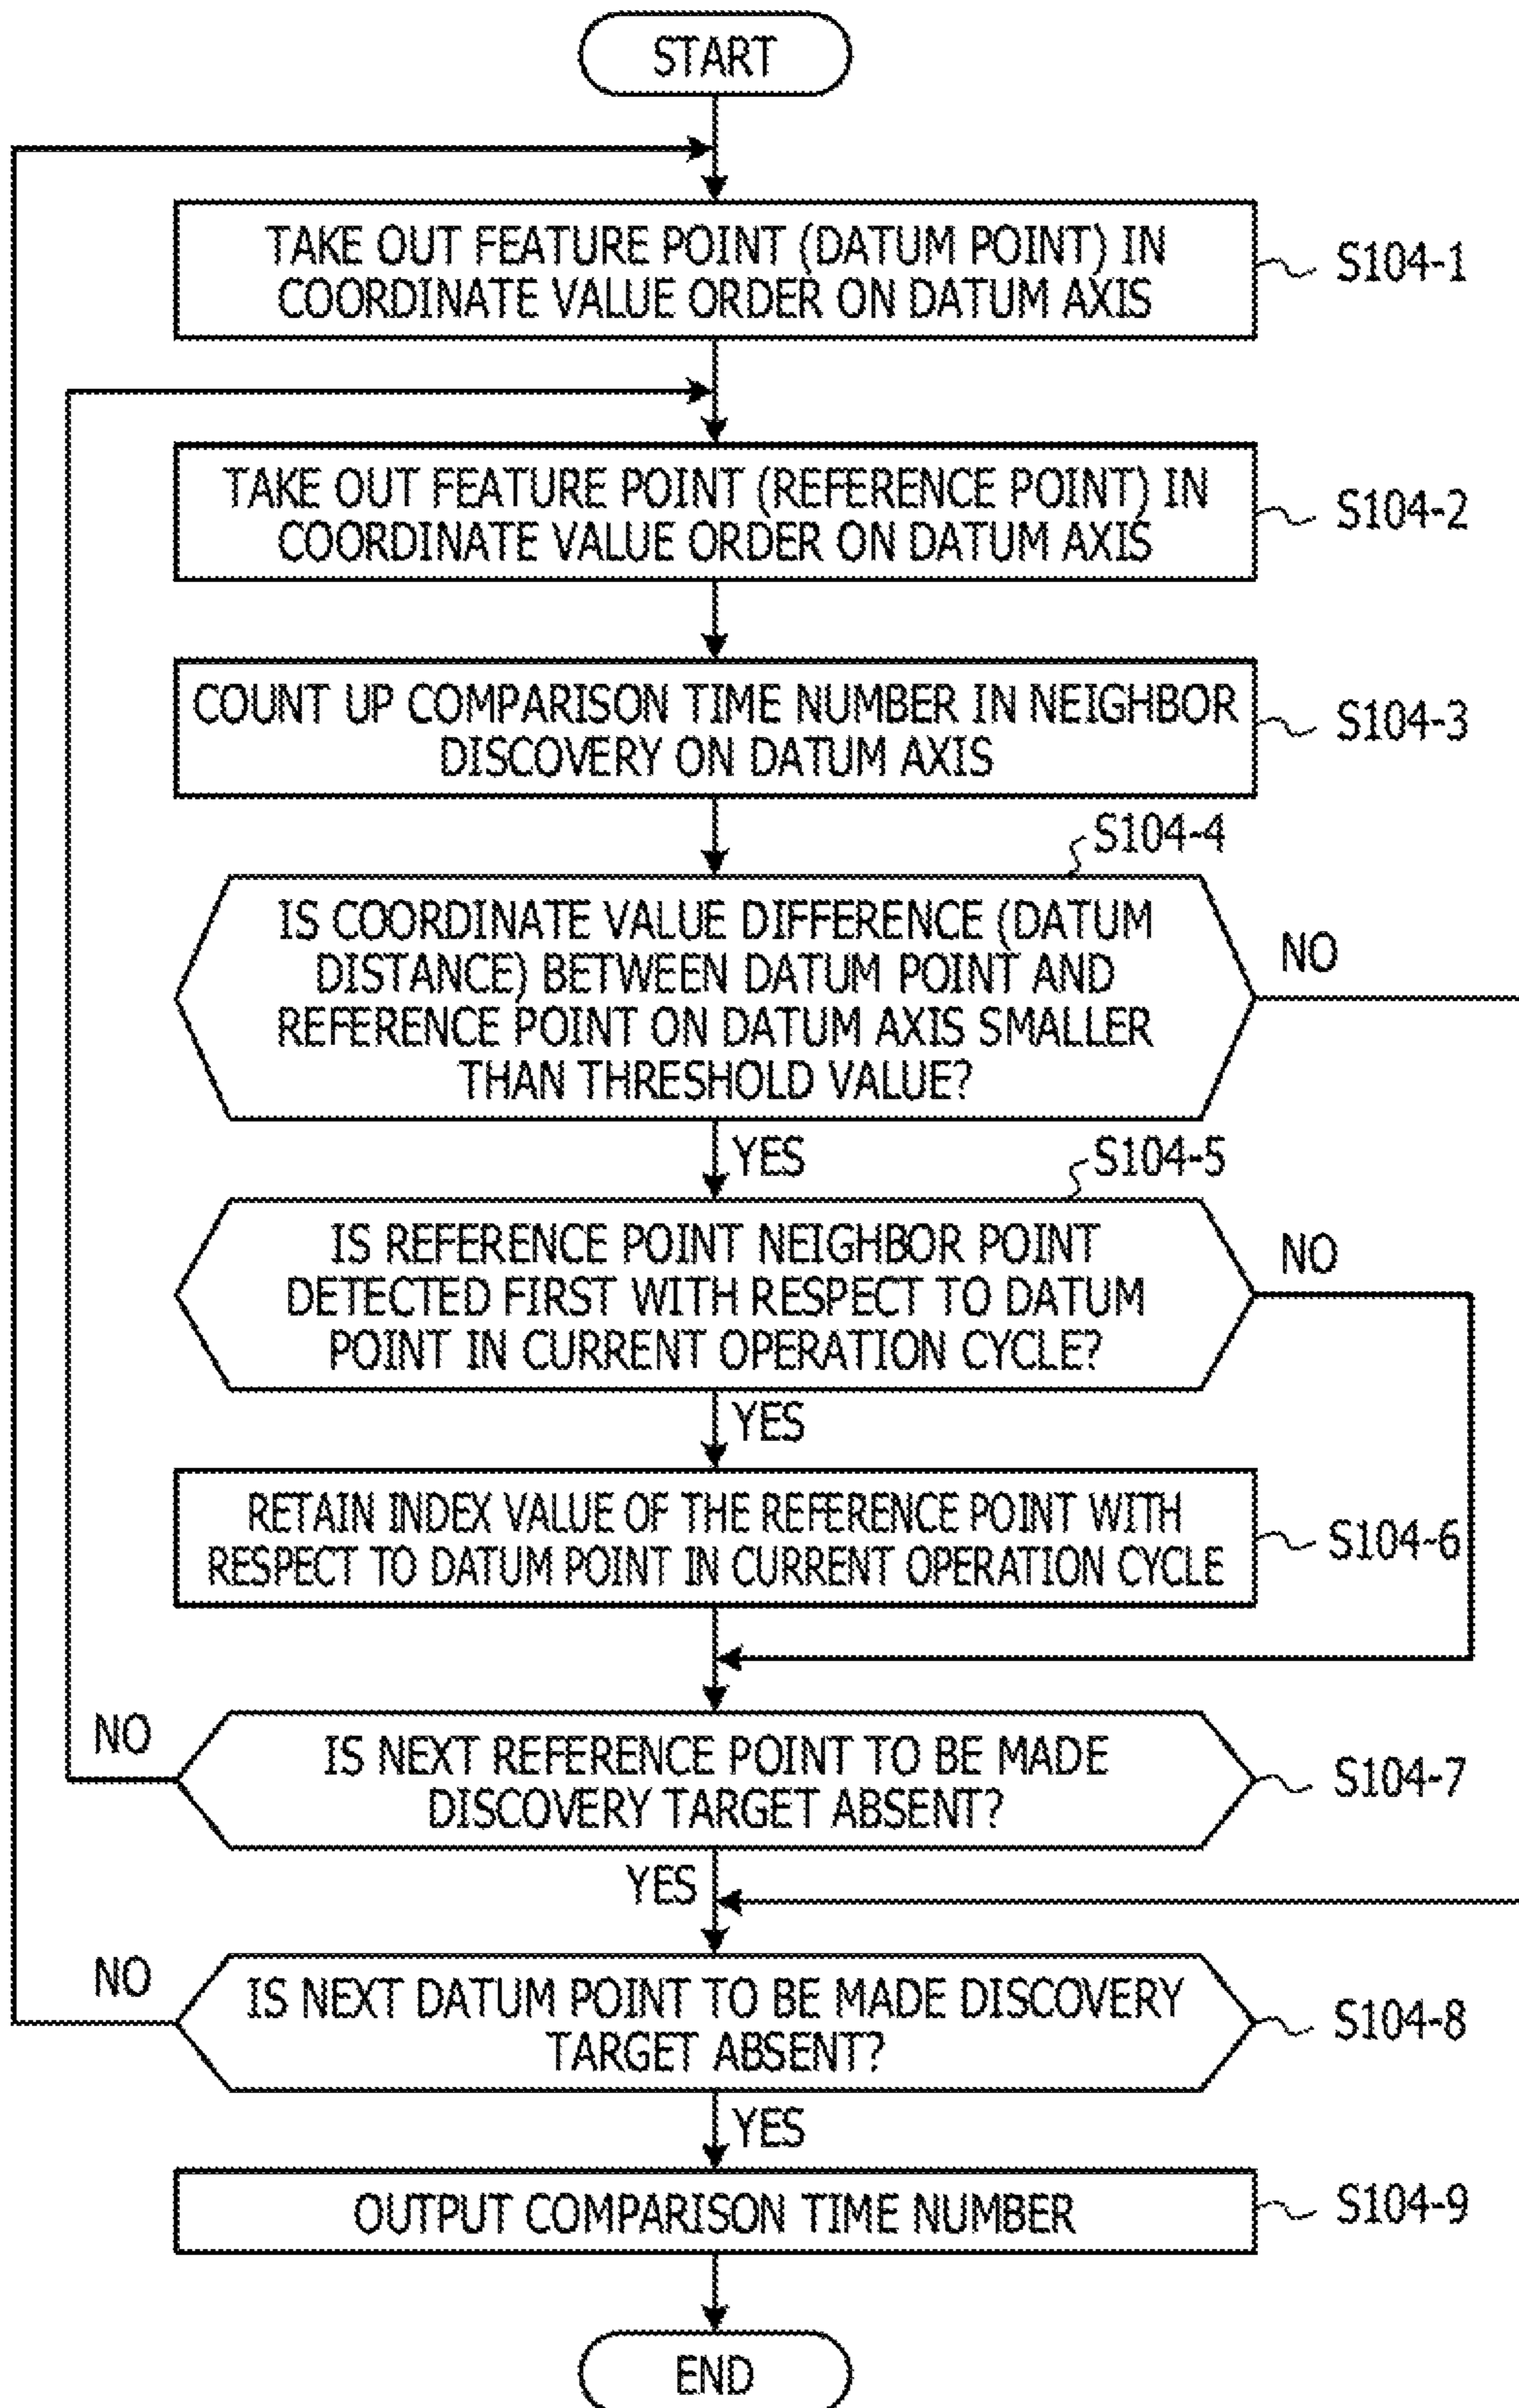 START
TAKE OUT FEATURE POINT (DATUM POINT) IN
COORDINATE VALUE ORDER ON DATUM AXIS
S104-1
TAKE OUT FEATURE POINT (REFERENCE POINT) IN
COORDINATE VALUE ORDER ON DATUM AXIS
S104-2
COUNT UP COMPARISON TIME NUMBER IN NEIGHBOR
DISCOVERY ON DATUM AXIS
S104-3
S104-4
IS COORDINATE VALUE DIFFERENCE (DATUM
DISTANCE) BETWEEN DATUM POINT AND
REFERENCE POINT ON DATUM AXIS SMALLER
THAN THRESHOLD VALUE?
NO
YES
S104-5
IS REFERENCE POINT NEIGHBOR POINT
DETECTED FIRST WITH RESPECT TO DATUM
POINT IN CURRENT OPERATION CYCLE?
NO
YES
RETAIN INDEX VALUE OF THE REFERENCE POINT WITH
RESPECT TO DATUM POINT IN CURRENT OPERATION CYCLE
S104-6
NO
IS NEXT REFERENCE POINT TO BE MADE
DISCOVERY TARGET ABSENT?
S104-7
YES
NO
IS NEXT DATUM POINT TO BE MADE DISCOVERY
TARGET ABSENT?
S104-8
YES
OUTPUT COMPARISON TIME NUMBER
S104-9
END